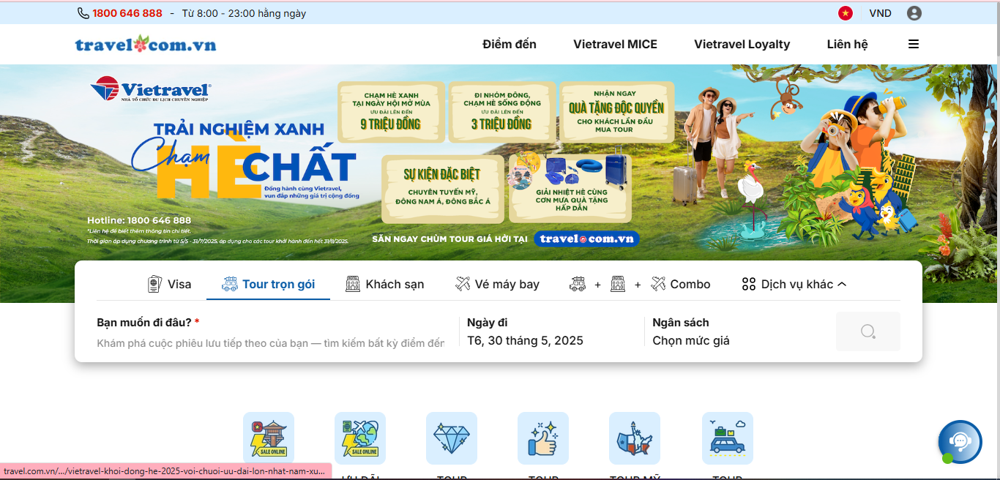 1800 646 888 - Từ 8:00 - 23:00 hằng ngày
VND
travel.com.vn
Điểm đến
Vietravel MICE
Vietravel Loyalty
Liên hệ
Vietravel®
NHÀ TỔ CHỨC DU LỊCH CHUYÊN NGHIỆP
TRẢI NGHIỆM XANH
Chạm
HÈ CHẤT
Đồng hành cùng Vietravel,
vun đắp những giá trị cộng đồng
Hotline: 1800 646 888
*Liên hệ để biết thêm thông tin chi tiết.
Thời gian áp dụng chương trình từ 5/5 - 31/7/2025, áp dụng cho các tour khởi hành đến hết 31/8/2025.
CHẠM HÈ XANH
TẠI NGÀY HỘI MỞ MÙA
ƯU ĐÃI LÊN ĐẾN
9 TRIỆU ĐỒNG
ĐI NHÓM ĐÔNG,
CHẠM HÈ SỐNG ĐỘNG
ƯU ĐÃI LÊN ĐẾN
3 TRIỆU ĐỒNG
NHẬN NGAY
QUÀ TẶNG ĐỘC QUYỀN
CHO KHÁCH LẦN ĐẦU
MUA TOUR
SỰ KIỆN ĐẶC BIỆT
CHUYÊN TUYẾN MỸ,
ĐÔNG NAM Á, ĐÔNG BẮC Á
GIẢI NHIỆT HÈ CÙNG
CƠN MƯA QUÀ TẶNG
HẤP DẪN
SĂN NGAY CHÙM TOUR GIÁ HỜI TẠI travel.com.vn
Visa
Tour trọn gói
Khách sạn
Vé máy bay
+ + Combo
Dịch vụ khác
Bạn muốn đi đâu? *
Khám phá cuộc phiêu lưu tiếp theo của bạn — tìm kiếm bất kỳ điểm đến
Ngày đi
T6, 30 tháng 5, 2025
Ngân sách
Chọn mức giá
SALE ONLINE
SALE ONLINE
ƯU ĐÃI
TOUR
TOUR
TOUR MỸ
TOUR
travel.com.vn/.../vietravel-khoi-dong-he-2025-voi-chuoi-uu-dai-lon-nhat-nam-xu...